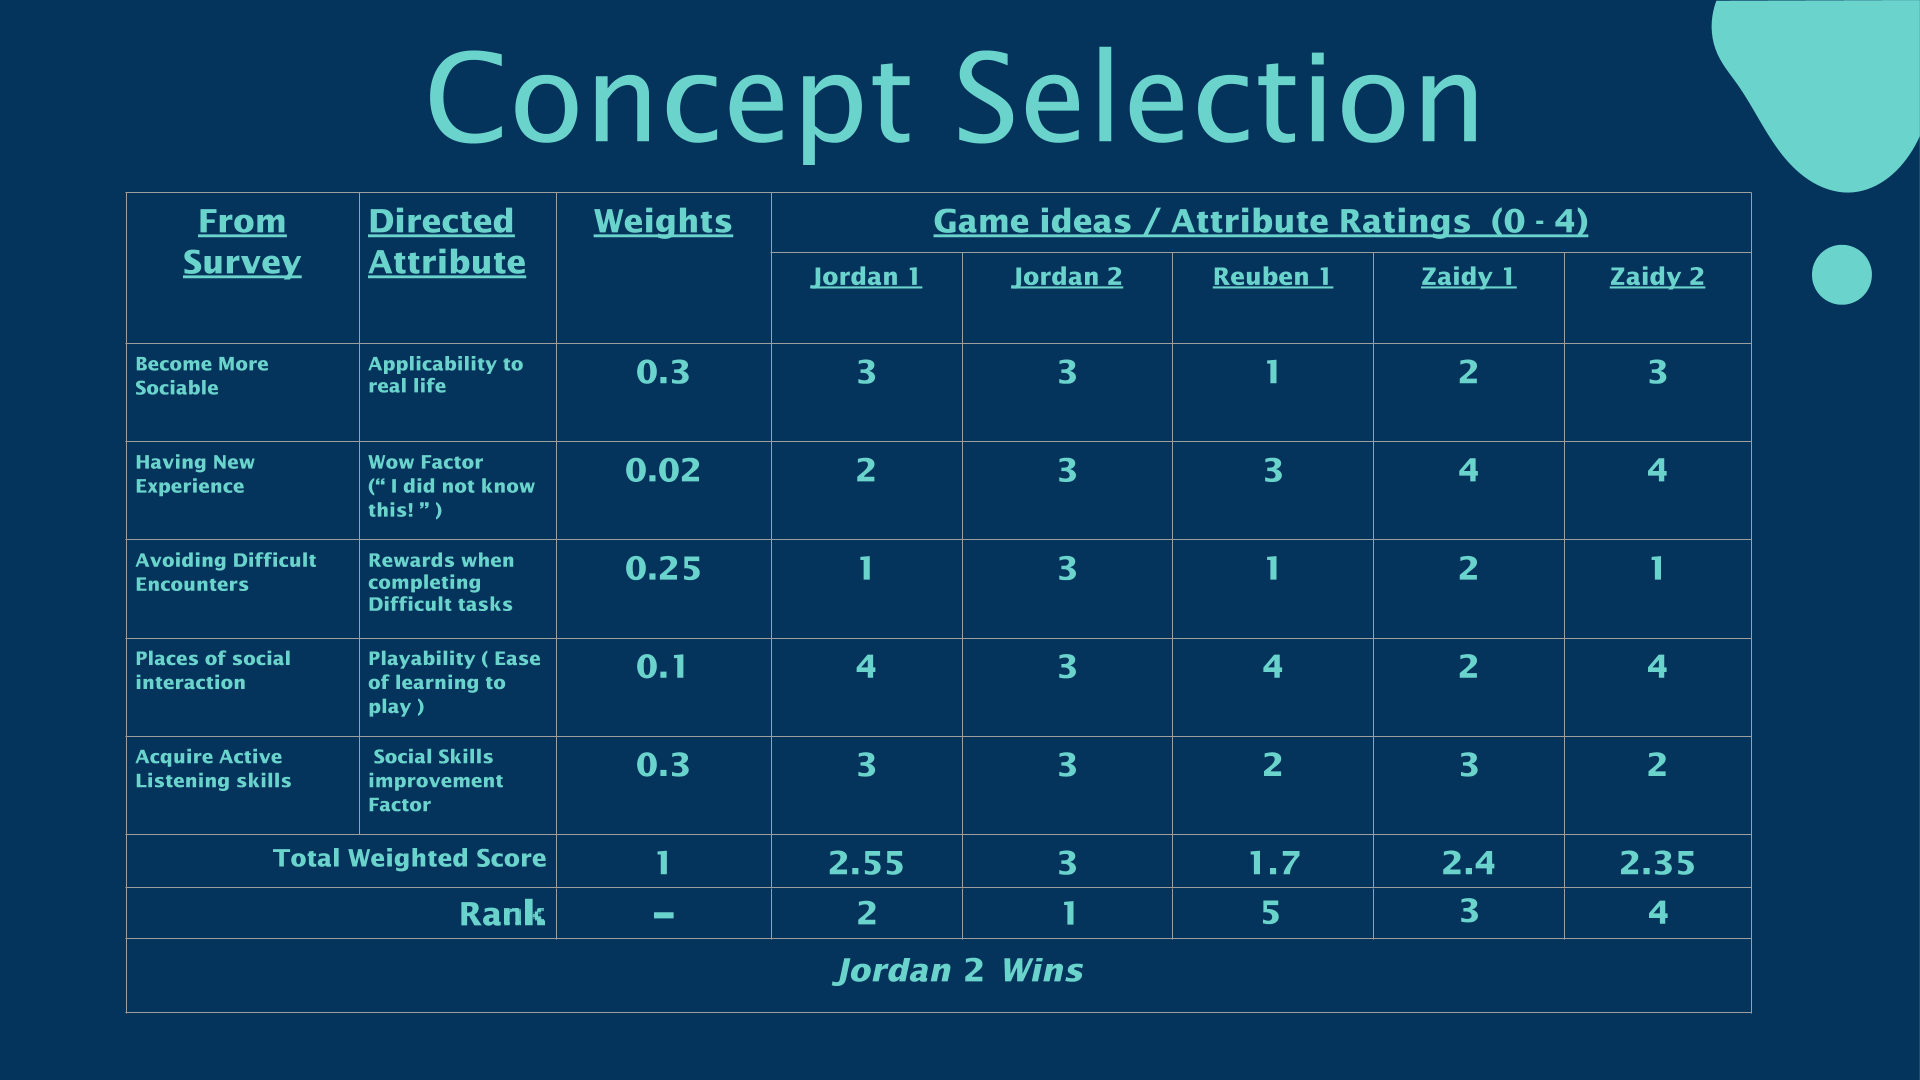 Concept Selection
From Survey | Directed Attribute | Weights | Game ideas / Attribute Ratings (0 - 4)
Jordan 1 | Jordan 2 | Reuben 1 | Zaidy 1 | Zaidy 2
Become More Sociable | Applicability to real life | 0.3 | 3 | 3 | 1 | 2 | 3
Having New Experience | Wow Factor (“ I did not know this! ” ) | 0.02 | 2 | 3 | 3 | 4 | 4
Avoiding Difficult Encounters | Rewards when completing Difficult tasks | 0.25 | 1 | 3 | 1 | 2 | 1
Places of social interaction | Playability ( Ease of learning to play ) | 0.1 | 4 | 3 | 4 | 2 | 4
Acquire Active Listening skills | Social Skills improvement Factor | 0.3 | 3 | 3 | 2 | 3 | 2
Total Weighted Score | 1 | 2.55 | 3 | 1.7 | 2.4 | 2.35
Rank | – | 2 | 1 | 5 | 3 | 4
Jordan 2 Wins